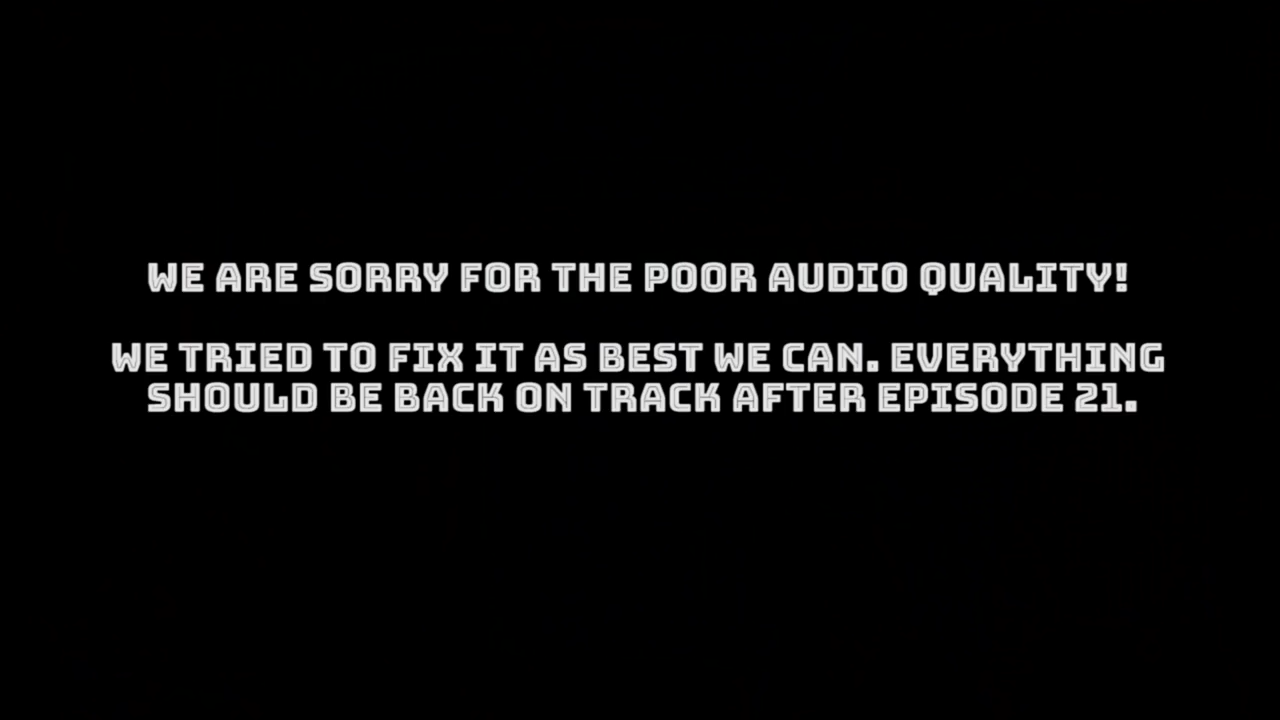 WE ARE SORRY FOR THE POOR AUDIO QUALITY!
WE TRIED TO FIX IT AS BEST WE CAN. EVERYTHING
SHOULD BE BACK ON TRACK AFTER EPISODE 21.